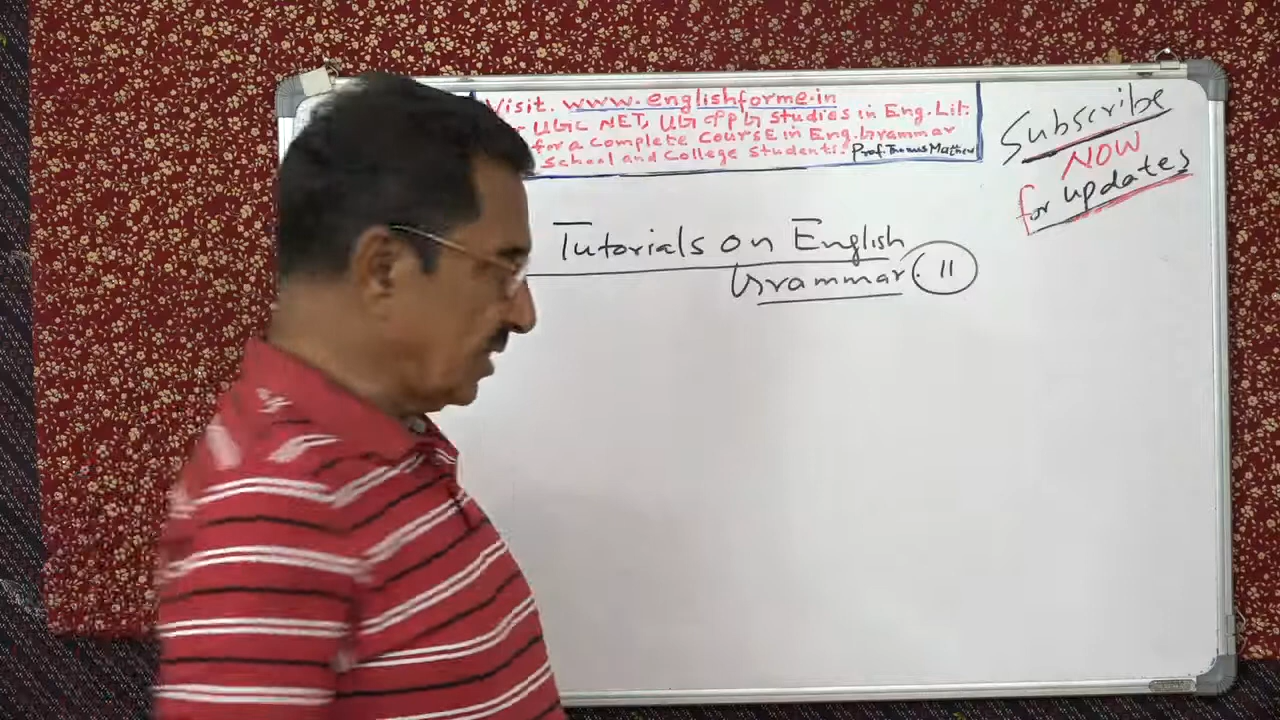 Visit. www.englishforme.in
UGC NET, UG & PG Studies in Eng. Lit.
for a Complete Course in Eng. Grammar
School and College Students. Prof. Thomas Mathew
Subscribe
NOW
for updates
Tutorials on English
Grammar. 11